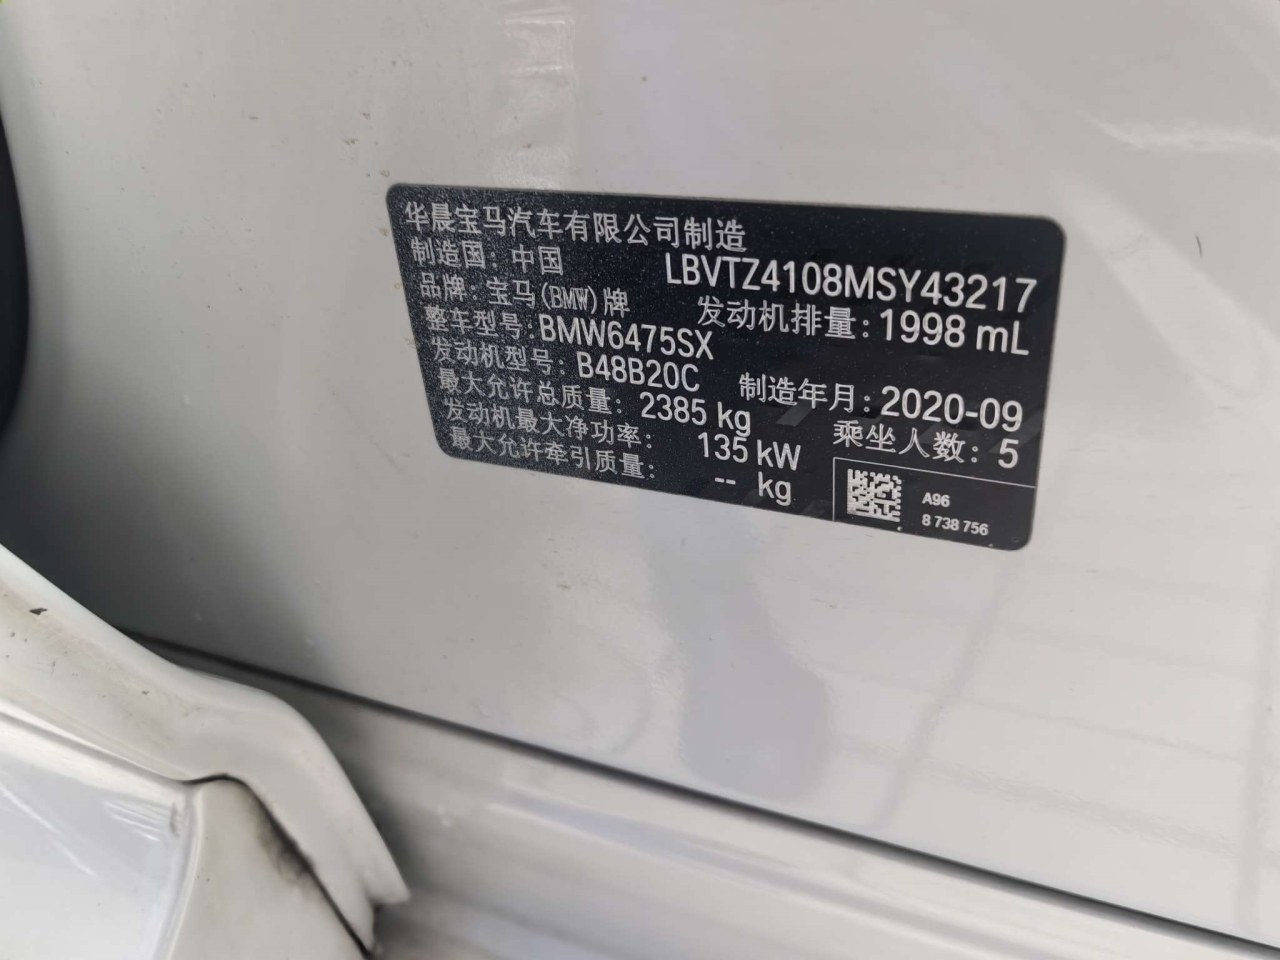 华晨宝马汽车有限公司制造
制造国: 中国
LBVTZ4108MSY43217
品牌: 宝马(BMW)牌
发动机排量: 1998 mL
整车型号: BMW6475SX
发动机型号: B48B20C
制造年月: 2020-09
最大允许总质量: 2385 kg
乘坐人数: 5
发动机最大净功率: 135 kW
最大允许牵引质量: -- kg
A96
8 738 756